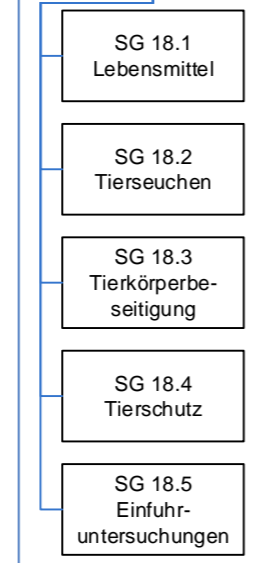 SG 18.1
Lebensmittel
SG 18.2
Tierseuchen
SG 18.3
Tierkörperbe-
seitigung
SG 18.4
Tierschutz
SG 18.5
Einfuhr-
untersuchungen